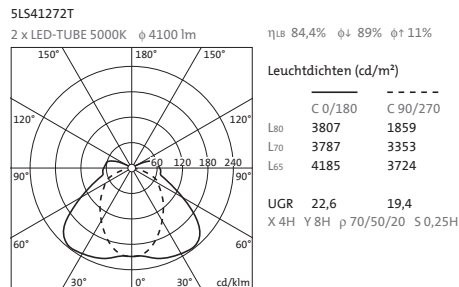 5LS41272T
2 x LED-TUBE 5000K ϕ 4100 lm
150° 180° 150°
120° 120°
60 120 180 240
90° 90°
60° 60°
30° 0° 30° cd/klm
ηLB 84,4% ϕ↓ 89% ϕ↑ 11%
Leuchtdichten (cd/m²)
C 0/180 C 90/270
L80 3807 1859
L70 3787 3353
L65 4185 3724
UGR 22,6 19,4
X 4H Y 8H ρ 70/50/20 S 0,25H